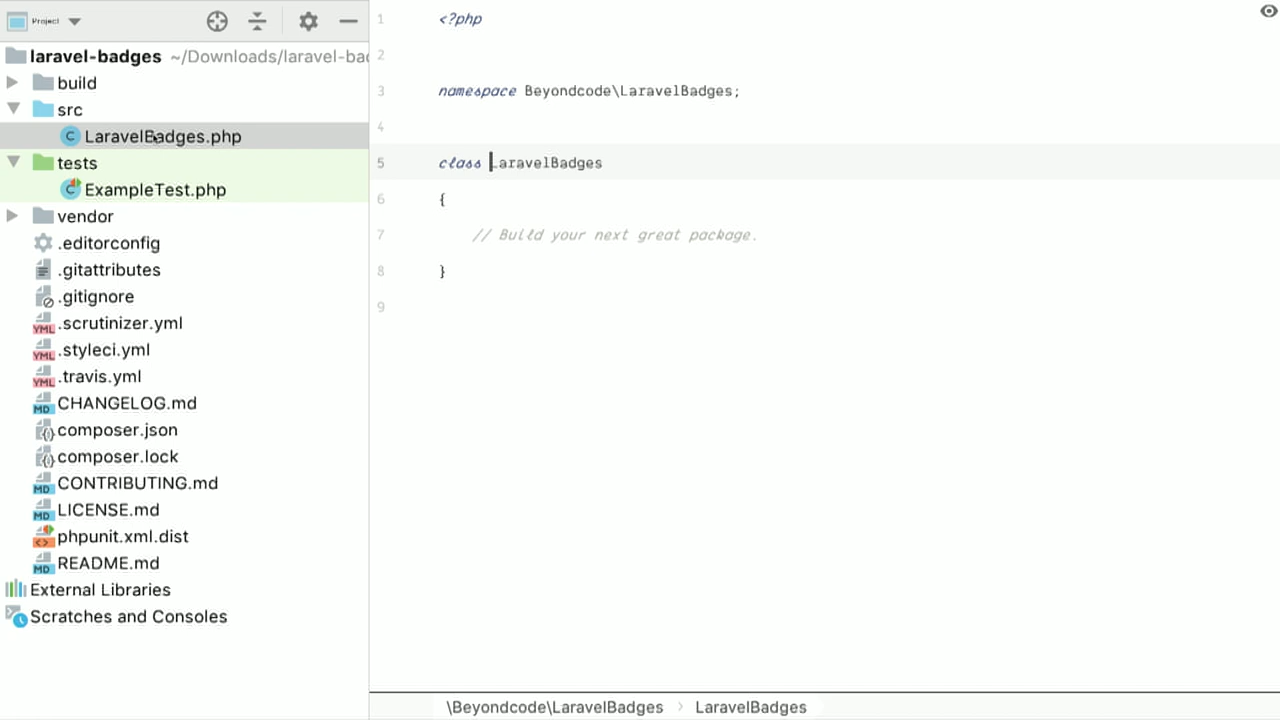 Project
laravel-badges ~/Downloads/laravel-bad
build
src
LaravelBadges.php
tests
ExampleTest.php
vendor
.editorconfig
.gitattributes
.gitignore
.scrutinizer.yml
.styleci.yml
.travis.yml
CHANGELOG.md
composer.json
composer.lock
CONTRIBUTING.md
LICENSE.md
phpunit.xml.dist
README.md
External Libraries
Scratches and Consoles
1 <?php
2
3 namespace Beyondcode\LaravelBadges;
4
5 class LaravelBadges
6 {
7 // Build your next great package.
8 }
9
\Beyondcode\LaravelBadges › LaravelBadges